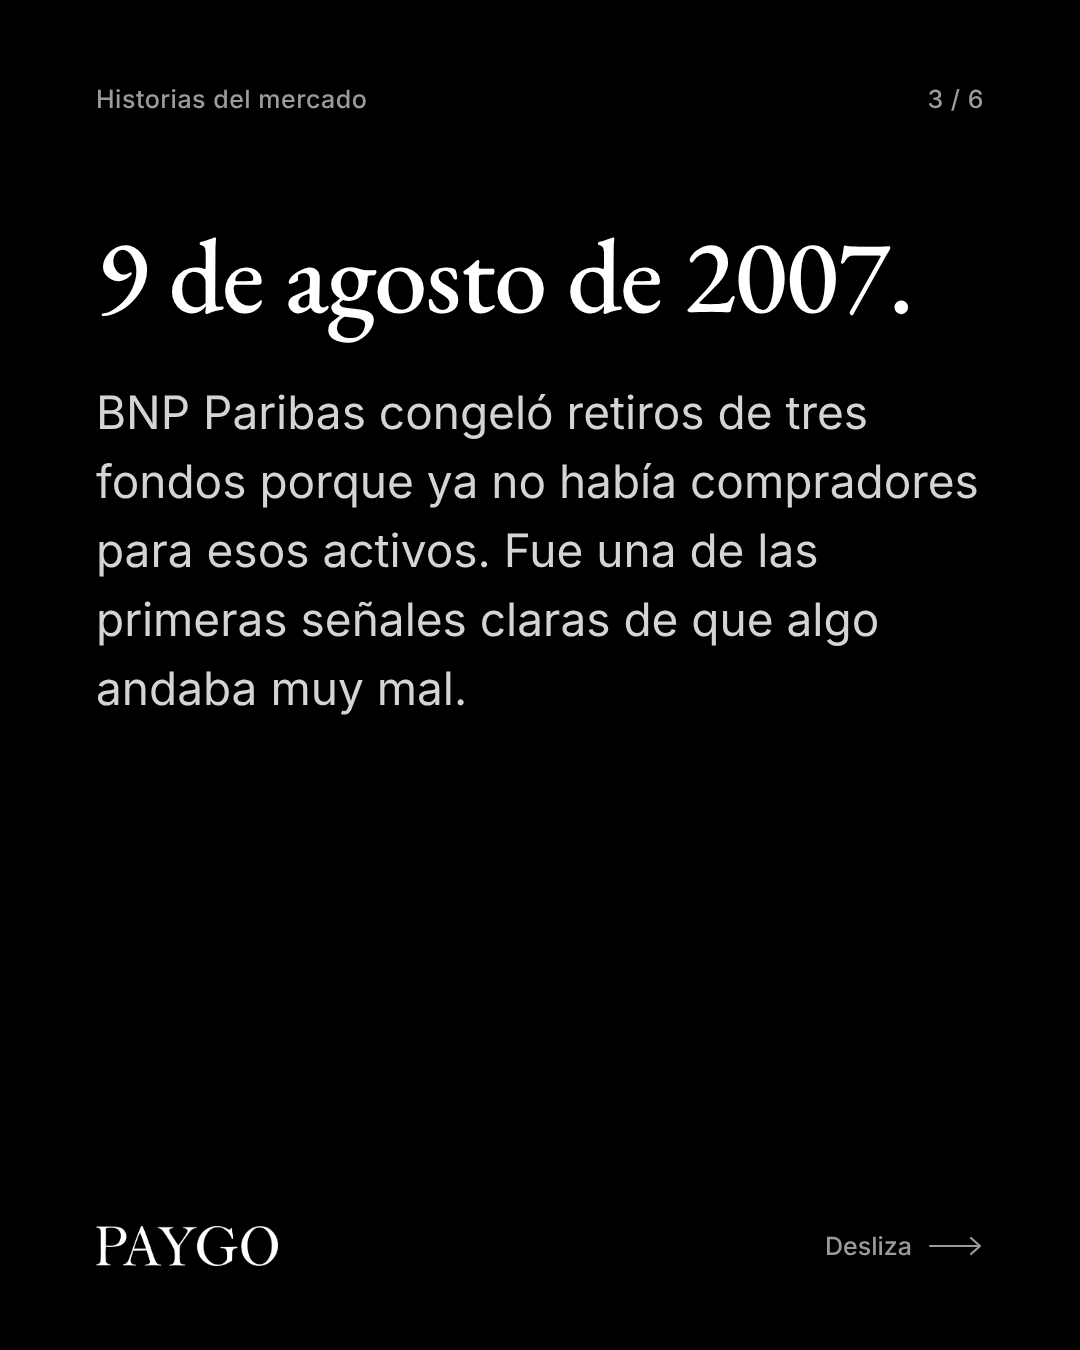 Historias del mercado
3 / 6
9 de agosto de 2007.
BNP Paribas congeló retiros de tres
fondos porque ya no había compradores
para esos activos. Fue una de las
primeras señales claras de que algo
andaba muy mal.
PAYGO
Desliza